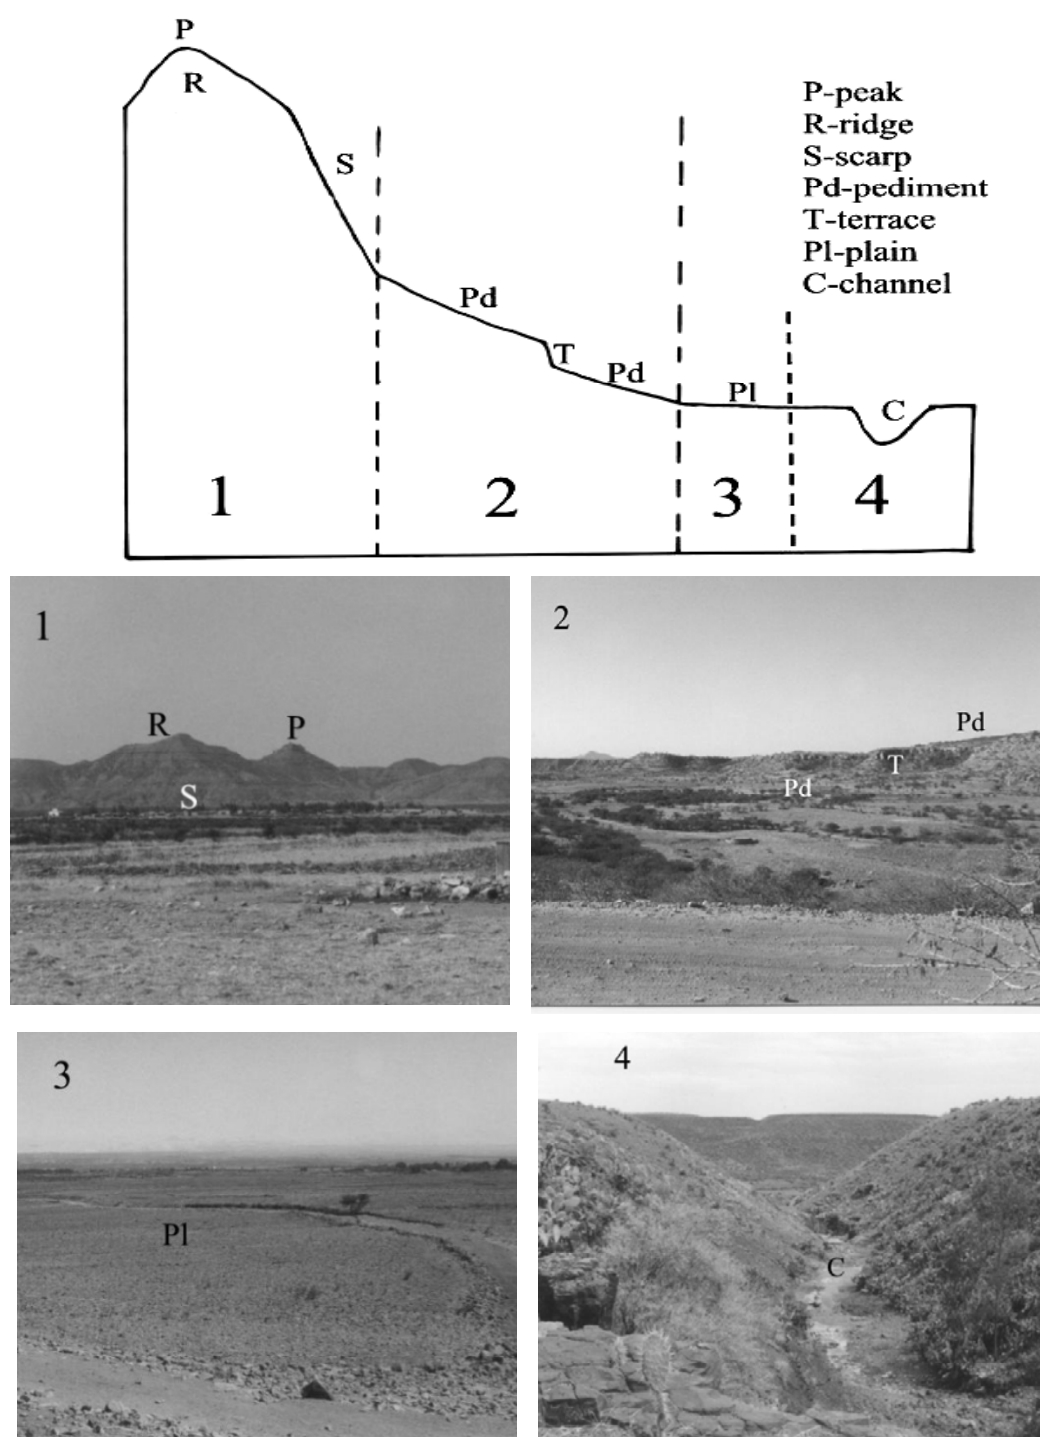 P
R
S
Pd
T
Pd
Pl
C
P-peak
R-ridge
S-scarp
Pd-pediment
T-terrace
Pl-plain
C-channel
1
2
3
4
1
R
P
S
2
Pd
T
Pd
3
Pl
4
C